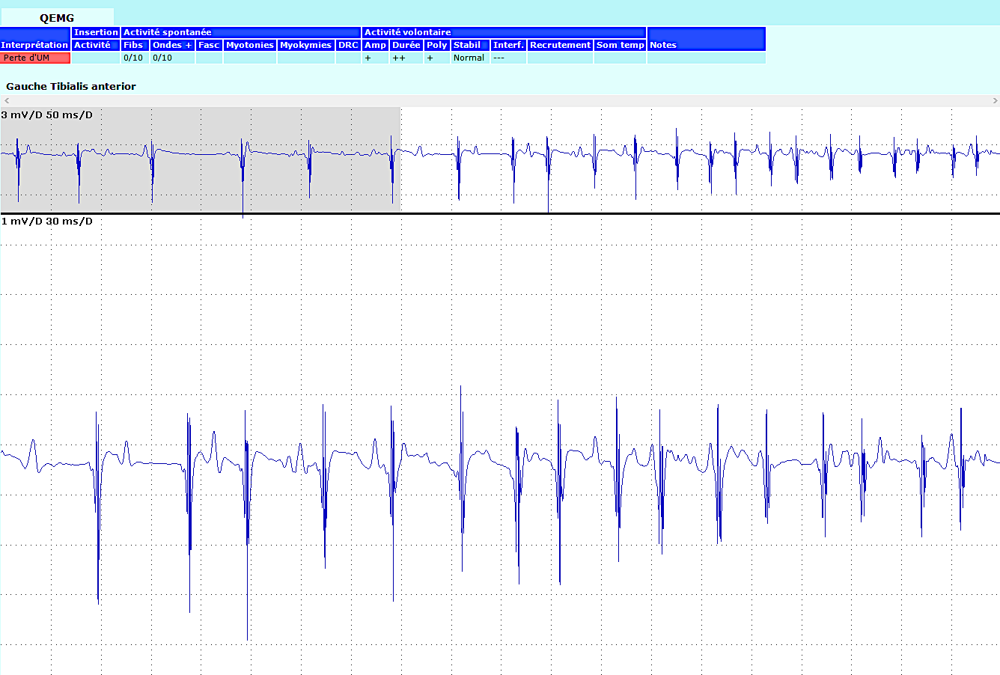 QEMG
Insertion Activité spontanée Activité volontaire
Interprétation Activité Fibs Ondes + Fasc Myotonies Myokymies DRC Amp Durée Poly Stabil Interf. Recrutement Som temp Notes
Perte d'UM 0/10 0/10 + ++ + Normal ---
Gauche Tibialis anterior
3 mV/D 50 ms/D
1 mV/D 30 ms/D